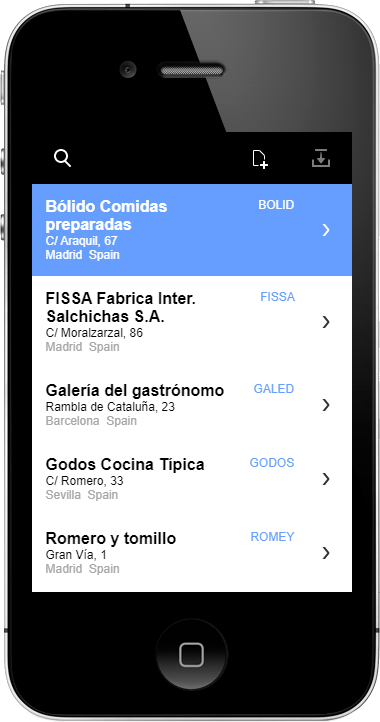 Bólido Comidas BOLID
preparadas
C/ Araquil, 67
Madrid Spain
FISSA Fabrica Inter. FISSA
Salchichas S.A.
C/ Moralzarzal, 86
Madrid Spain
Galería del gastrónomo GALED
Rambla de Cataluña, 23
Barcelona Spain
Godos Cocina Típica GODOS
C/ Romero, 33
Sevilla Spain
Romero y tomillo ROMEY
Gran Vía, 1
Madrid Spain